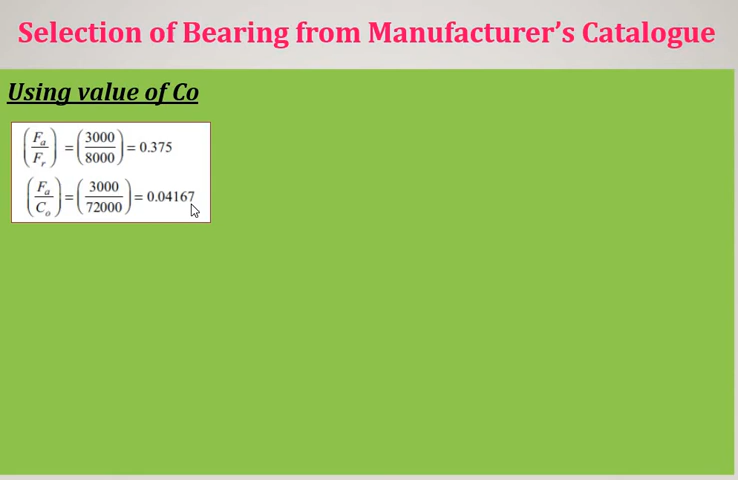 Selection of Bearing from Manufacturer’s Catalogue
Using value of Co
(Fa/Fr) = (3000/8000) = 0.375
(Fa/Co) = (3000/72000) = 0.04167